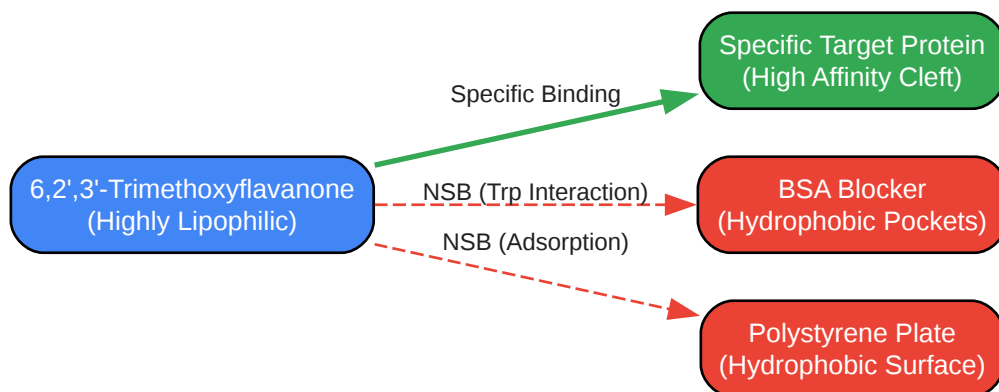 Specific Target Protein
(High Affinity Cleft)
Specific Binding
6,2',3'-Trimethoxyflavanone
(Highly Lipophilic)
NSB (Trp Interaction)
BSA Blocker
(Hydrophobic Pockets)
NSB (Adsorption)
Polystyrene Plate
(Hydrophobic Surface)